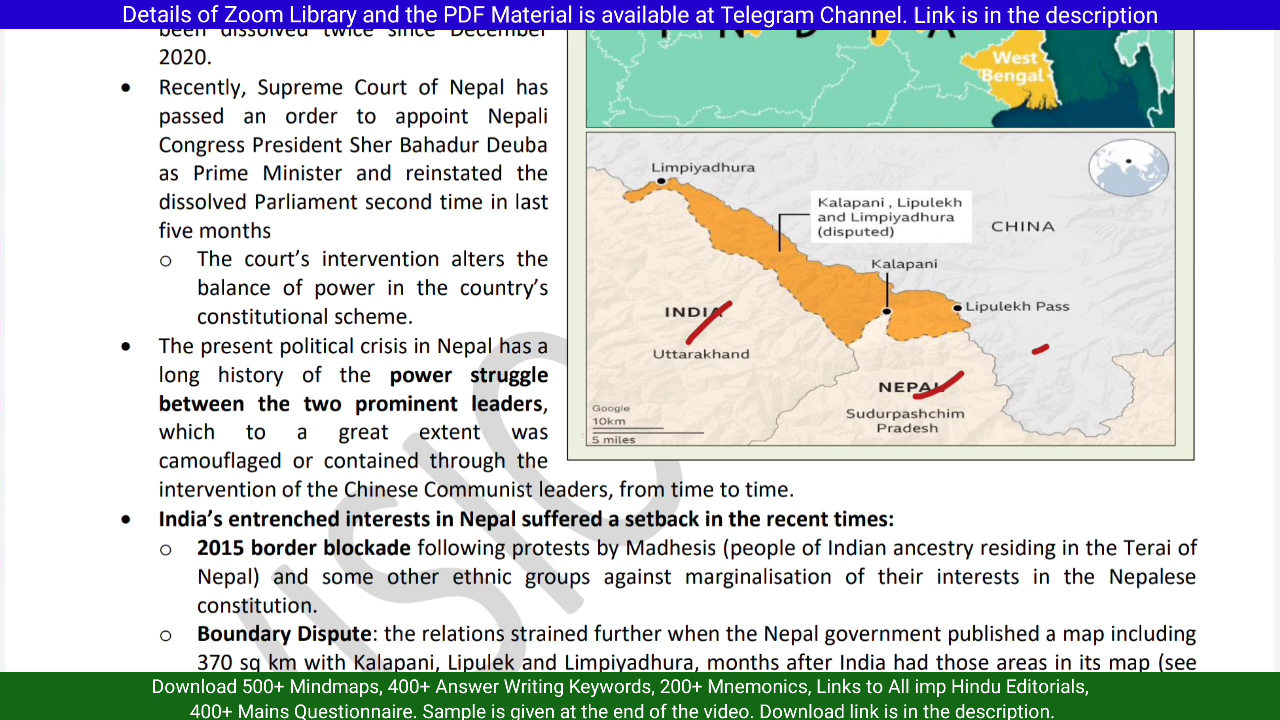 Details of Zoom Library and the PDF Material is available at Telegram Channel. Link is in the description
been dissolved twice since December
2020.
• Recently, Supreme Court of Nepal has
passed an order to appoint Nepali
Congress President Sher Bahadur Deuba
as Prime Minister and reinstated the
dissolved Parliament second time in last
five months
o The court's intervention alters the
balance of power in the country's
constitutional scheme.
• The present political crisis in Nepal has a
long history of the power struggle
between the two prominent leaders,
which to a great extent was
camouflaged or contained through the
intervention of the Chinese Communist leaders, from time to time.
• India's entrenched interests in Nepal suffered a setback in the recent times:
o 2015 border blockade following protests by Madhesis (people of Indian ancestry residing in the Terai of
Nepal) and some other ethnic groups against marginalisation of their interests in the Nepalese
constitution.
o Boundary Dispute: the relations strained further when the Nepal government published a map including
370 sq km with Kalapani, Lipulek and Limpiyadhura, months after India had those areas in its map (see
INDIA
West
Bengal
Limpiyadhura
Kalapani , Lipulekh
and Limpiyadhura
(disputed)
CHINA
Kalapani
Lipulekh Pass
INDIA
Uttarakhand
NEPAL
Sudurpashchim
Pradesh
Google
10km
5 miles
VISIO
Download 500+ Mindmaps, 400+ Answer Writing Keywords, 200+ Mnemonics, Links to All imp Hindu Editorials,
400+ Mains Questionnaire. Sample is given at the end of the video. Download link is in the description.